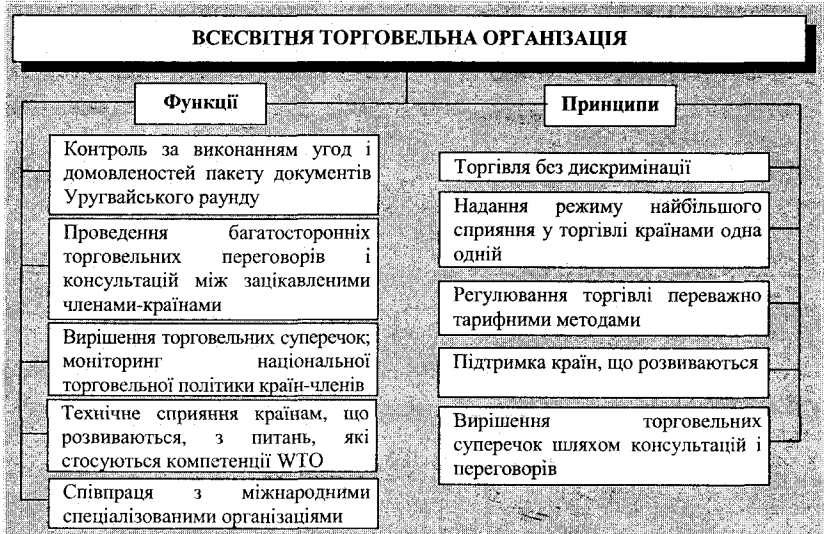 ВСЕСВІТНЯ ТОРГОВЕЛЬНА ОРГАНІЗАЦІЯ
Функції
Контроль за виконанням угод і
домовленостей пакету документів
Уругвайського раунду
Проведення багатосторонніх
торговельних переговорів і
консультацій між зацікавленими
членами-країнами
Вирішення торговельних суперечок;
моніторинг національної
торговельної політики країн-членів
Технічне сприяння країнам, що
розвиваються, з питань, які
стосуються компетенції WTO
Співпраця з міжнародними
спеціалізованими організаціями
Принципи
Торгівля без дискримінації
Надання режиму найбільшого
сприяння у торгівлі країнами одна
одній
Регулювання торгівлі переважно
тарифними методами
Підтримка країн, що розвиваються
Вирішення торговельних
суперечок шляхом консультацій і
переговорів